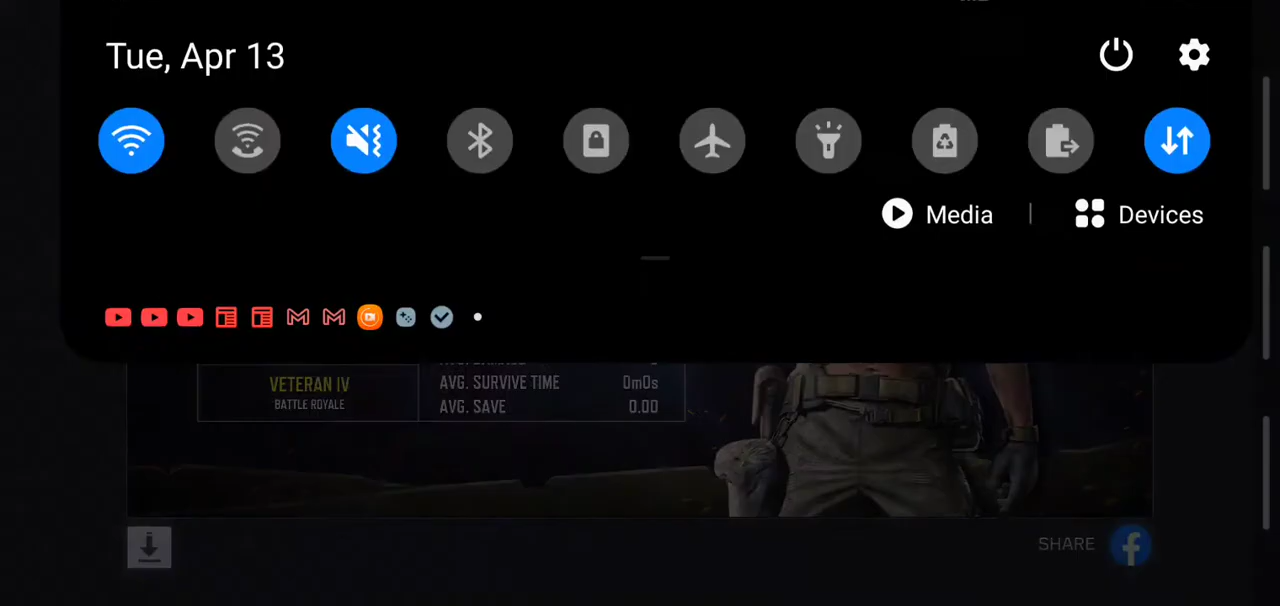 Tue, Apr 13
Media | Devices
VETERAN IV
BATTLE ROYALE
AVG. SURVIVE TIME 0m0s
AVG. SAVE 0.00
SHARE